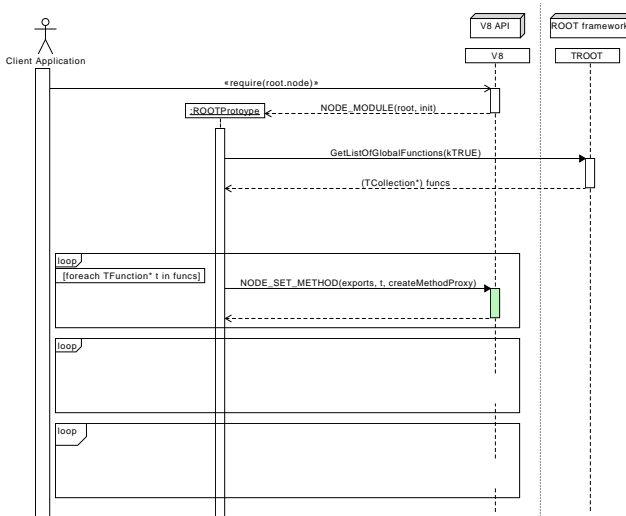 V8 API
ROOT framework
Client Application
V8
TROOT
«require(root.node)»
:ROOTProtoype
NODE_MODULE(root, init)
GetListOfGlobalFunctions(kTRUE)
(TCollection*) funcs
loop
[foreach TFunction* t in funcs]
NODE_SET_METHOD(exports, t, createMethodProxy)
loop
loop